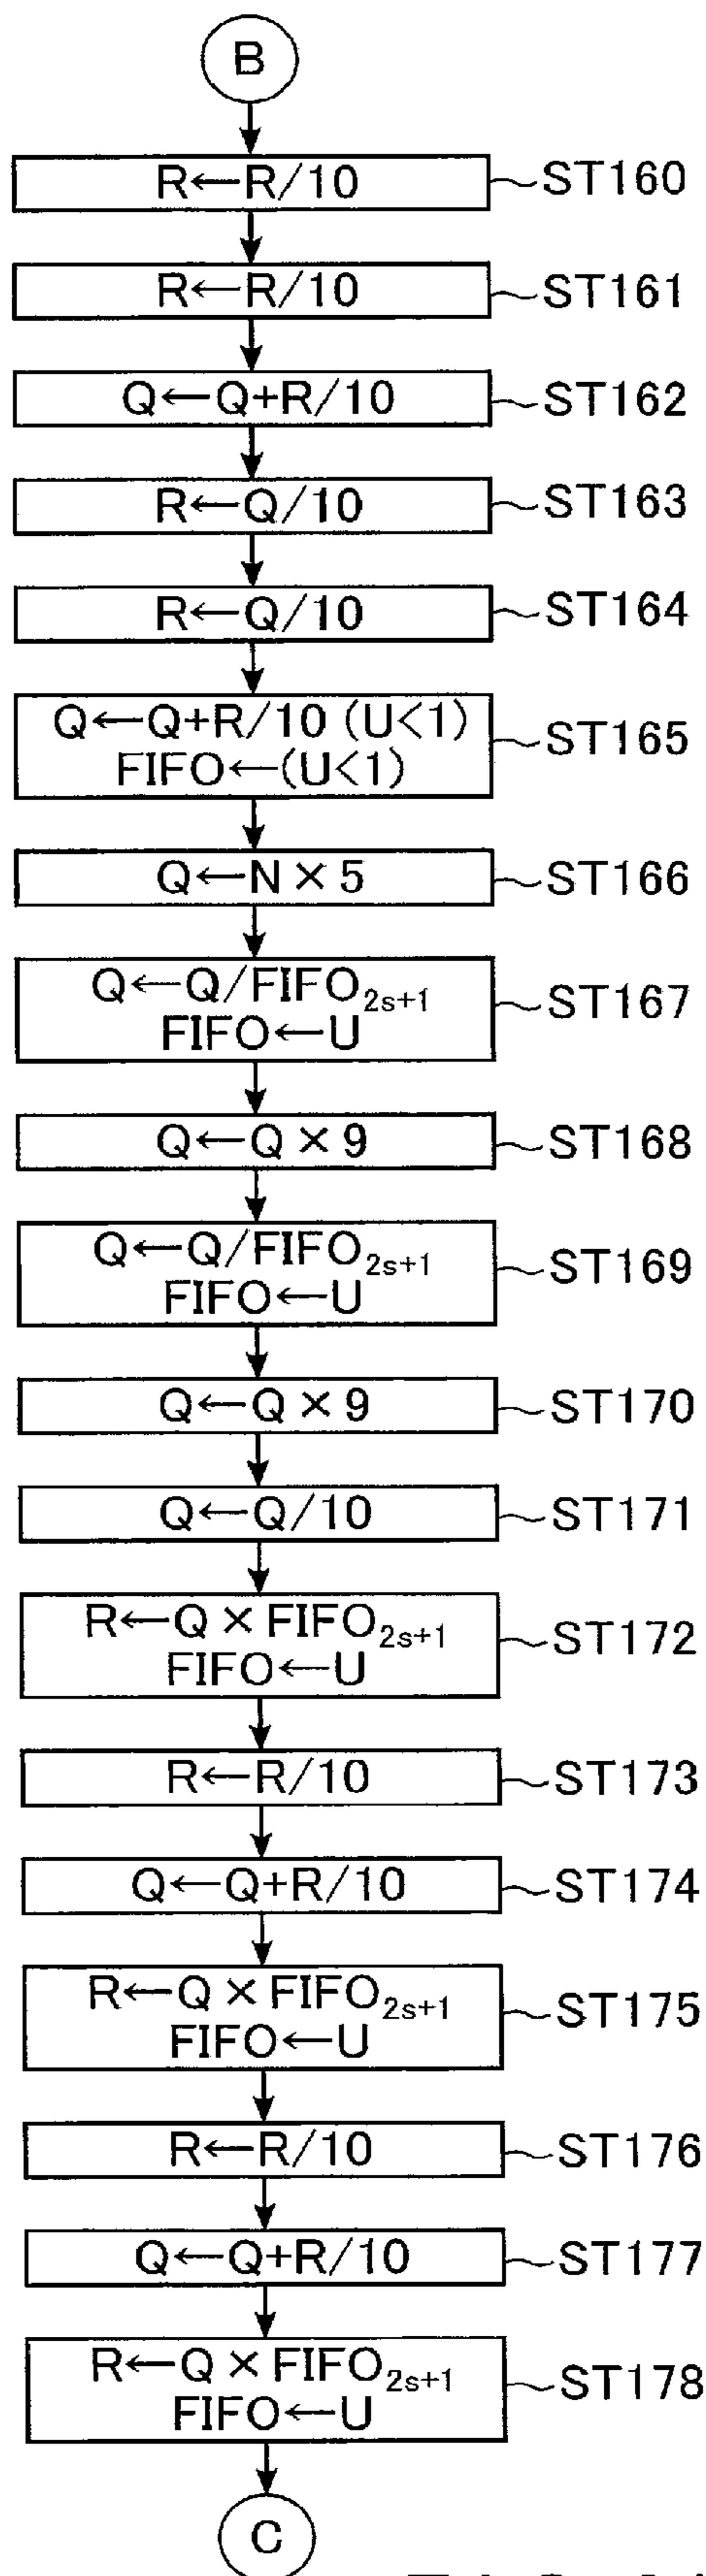 B
R←R/10 ST160
R←R/10 ST161
Q←Q+R/10 ST162
R←Q/10 ST163
R←Q/10 ST164
Q←Q+R/10 (U<1)
FIFO←(U<1) ST165
Q←N×5 ST166
Q←Q/FIFO2s+1
FIFO←U ST167
Q←Q×9 ST168
Q←Q/FIFO2s+1
FIFO←U ST169
Q←Q×9 ST170
Q←Q/10 ST171
R←Q×FIFO2s+1
FIFO←U ST172
R←R/10 ST173
Q←Q+R/10 ST174
R←Q×FIFO2s+1
FIFO←U ST175
R←R/10 ST176
Q←Q+R/10 ST177
R←Q×FIFO2s+1
FIFO←U ST178
C